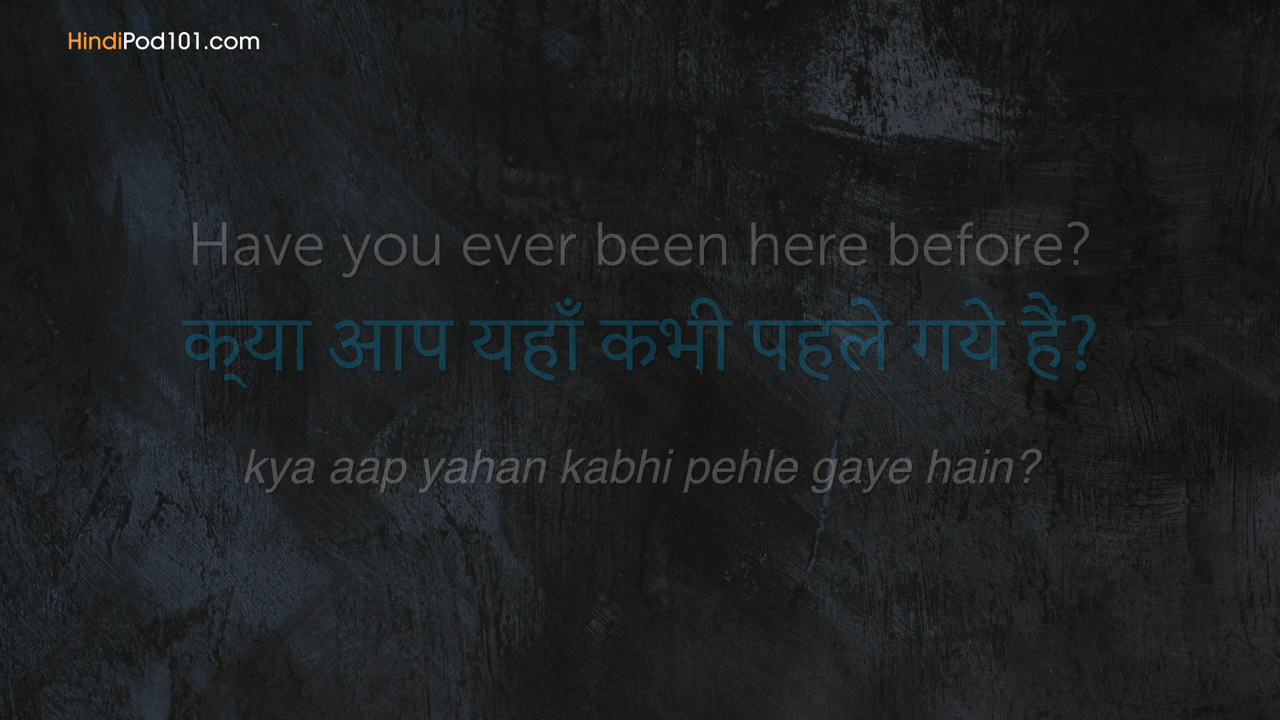 HindiPod101.com
Have you ever been here before?
क्या आप यहाँ कभी पहले गये हैं?
kya aap yahan kabhi pehle gaye hain?